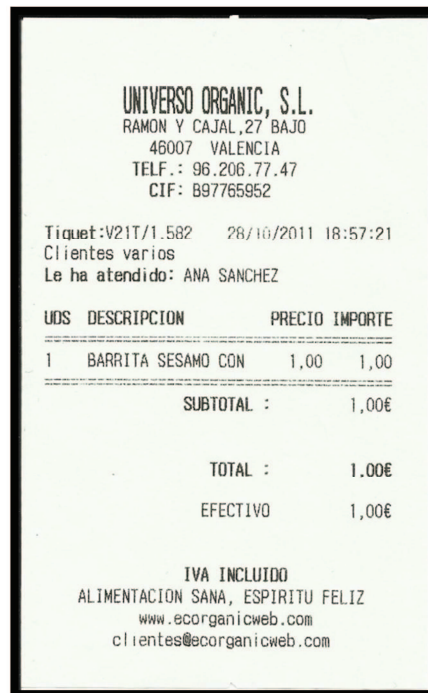 UNIVERSO ORGANIC, S.L.
RAMON Y CAJAL,27 BAJO
46007 VALENCIA
TELF.: 96.206.77.47
CIF: B97765952
Tiquet:V21T/1.582 28/10/2011 18:57:21
Clientes varios
Le ha atendido: ANA SANCHEZ
UDS DESCRIPCION PRECIO IMPORTE
1 BARRITA SESAMO CON 1,00 1,00
SUBTOTAL : 1,00€
TOTAL : 1.00€
EFECTIVO 1,00€
IVA INCLUIDO
ALIMENTACION SANA, ESPIRITU FELIZ
www.ecorganicweb.com
clientes@ecorganicweb.com